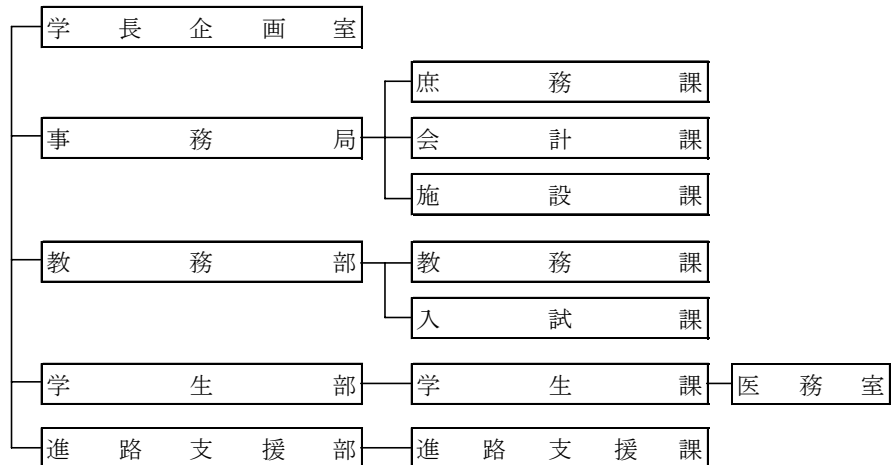 学長企画室
庶務課
事務局 会計課
施設課
教務部 教務課
入試課
学生部 学生課 医務室
進路支援部 進路支援課